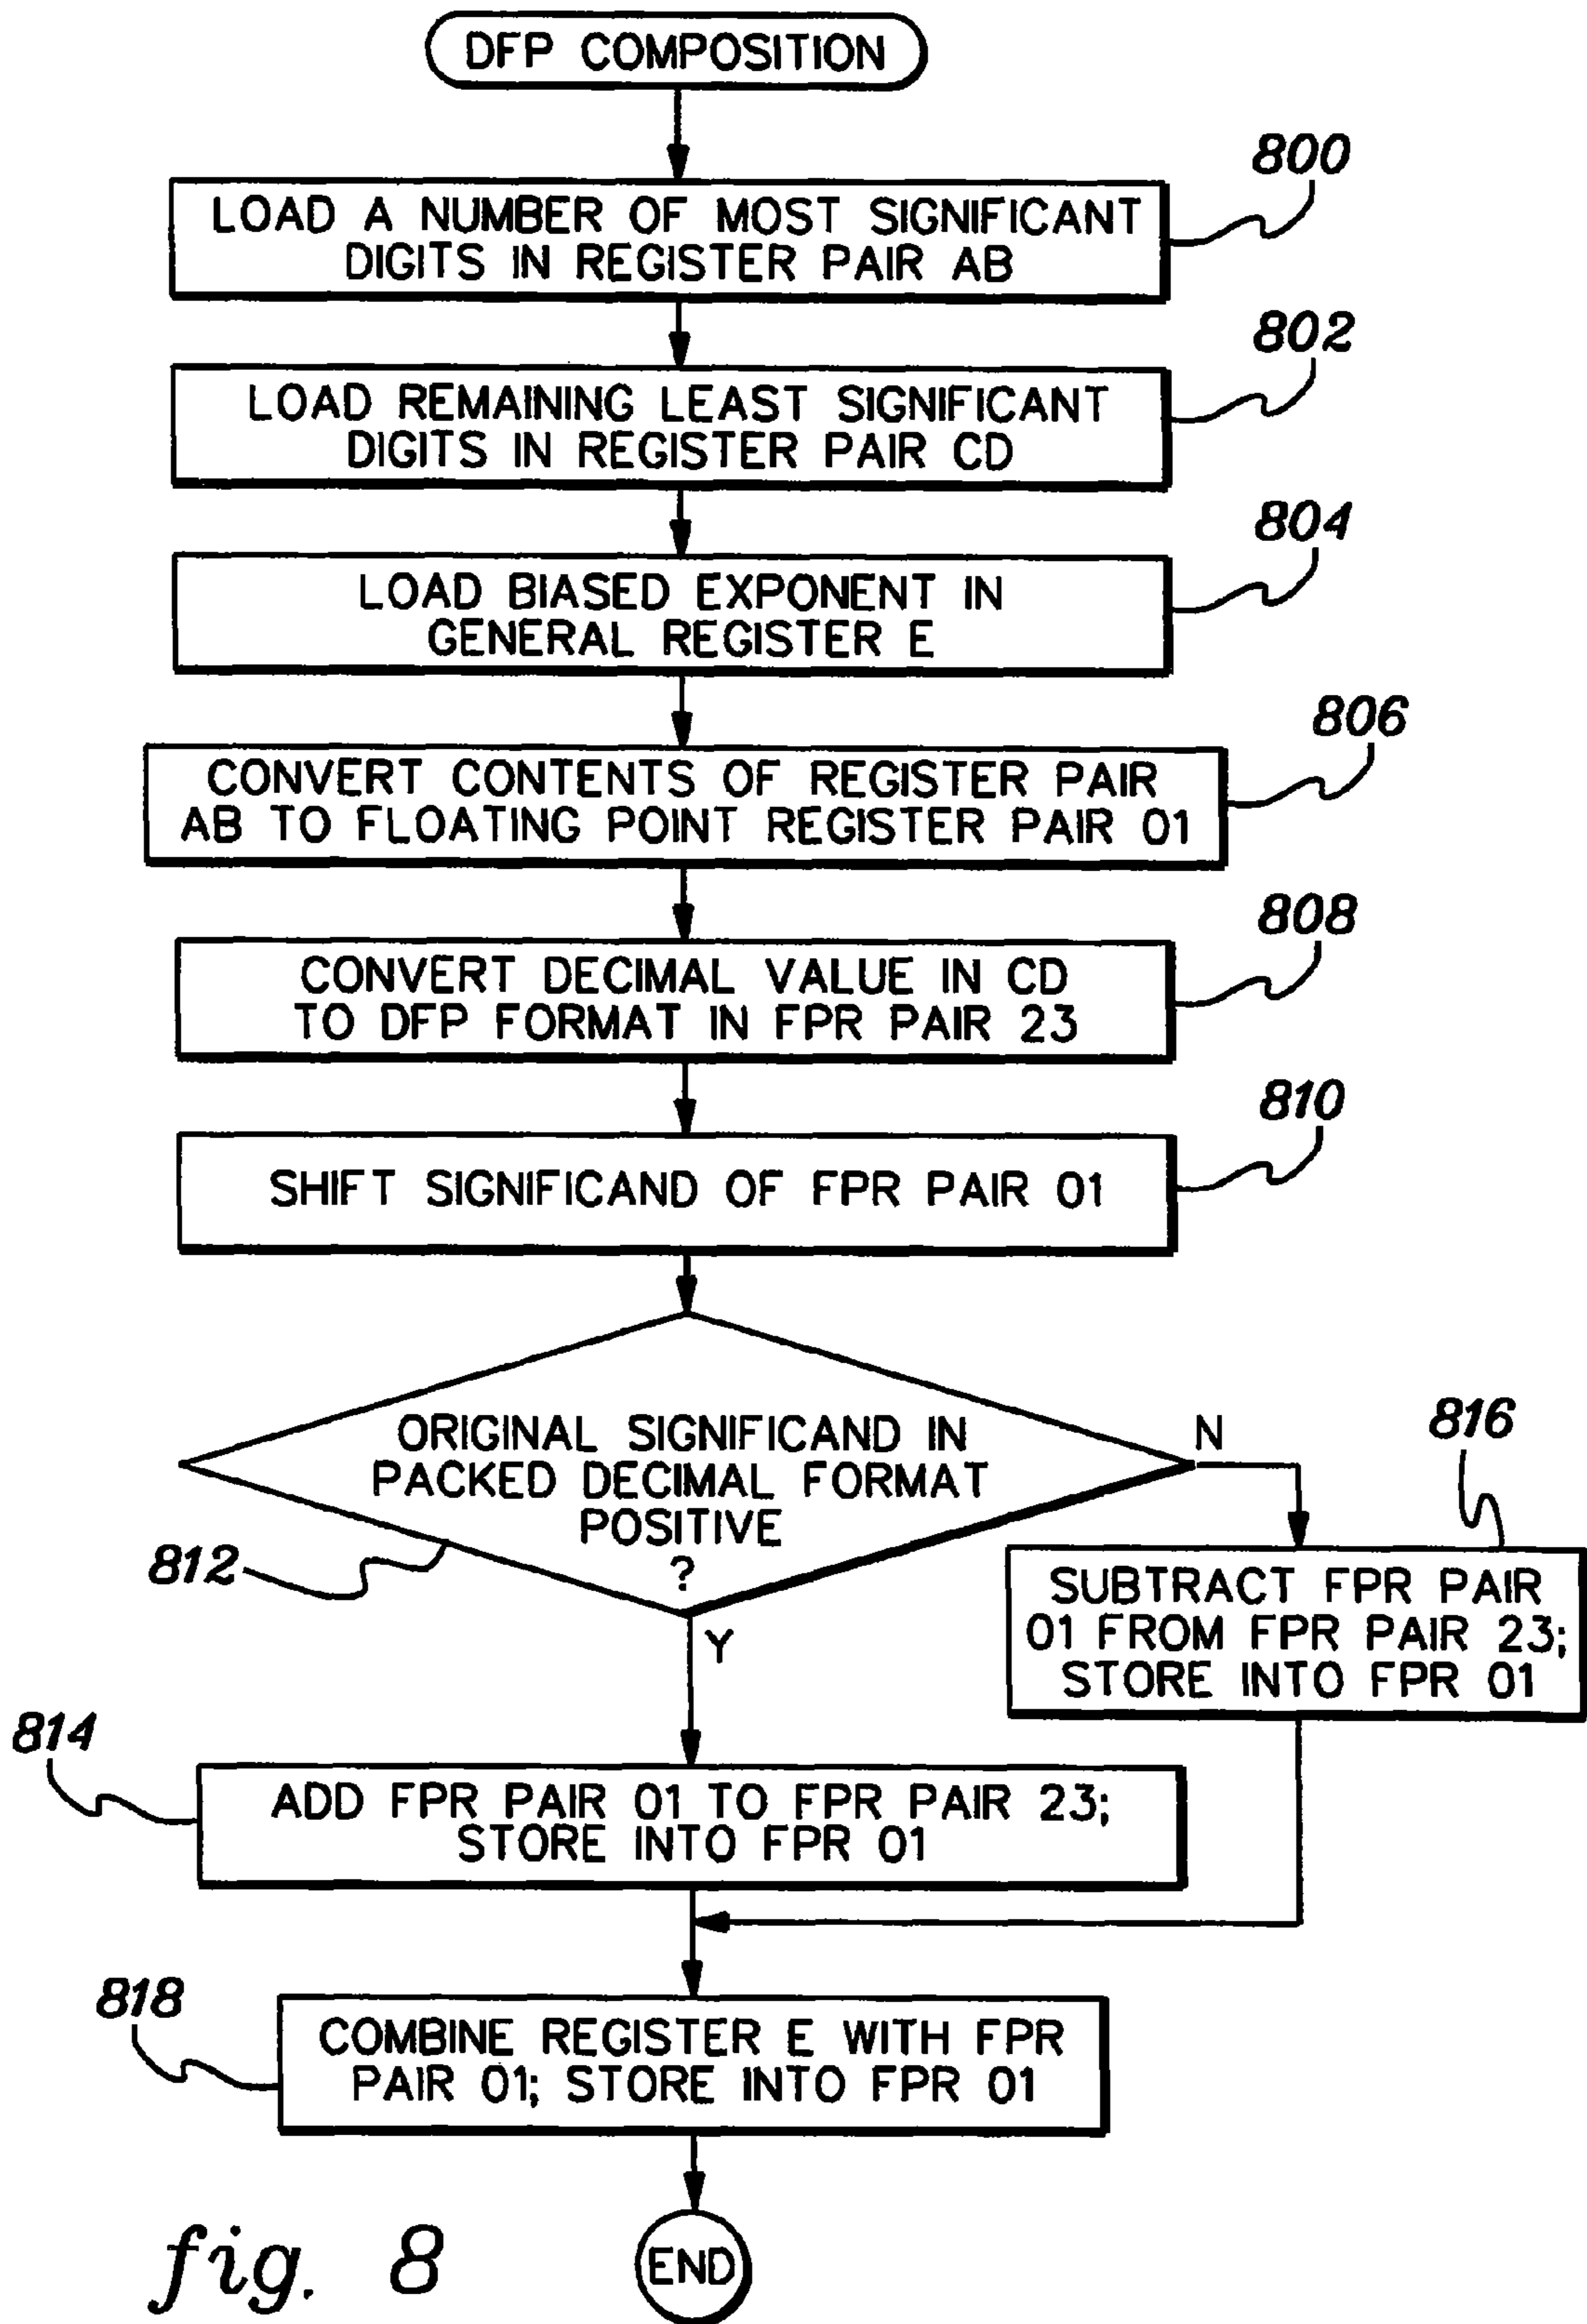 DFP COMPOSITION
800
LOAD A NUMBER OF MOST SIGNIFICANT
DIGITS IN REGISTER PAIR AB
802
LOAD REMAINING LEAST SIGNIFICANT
DIGITS IN REGISTER PAIR CD
804
LOAD BIASED EXPONENT IN
GENERAL REGISTER E
806
CONVERT CONTENTS OF REGISTER PAIR
AB TO FLOATING POINT REGISTER PAIR 01
808
CONVERT DECIMAL VALUE IN CD
TO DFP FORMAT IN FPR PAIR 23
810
SHIFT SIGNIFICAND OF FPR PAIR 01
ORIGINAL SIGNIFICAND IN
PACKED DECIMAL FORMAT
POSITIVE
?
N
816
812
SUBTRACT FPR PAIR
01 FROM FPR PAIR 23;
STORE INTO FPR 01
Y
814
ADD FPR PAIR 01 TO FPR PAIR 23;
STORE INTO FPR 01
818
COMBINE REGISTER E WITH FPR
PAIR 01; STORE INTO FPR 01
END
fig. 8